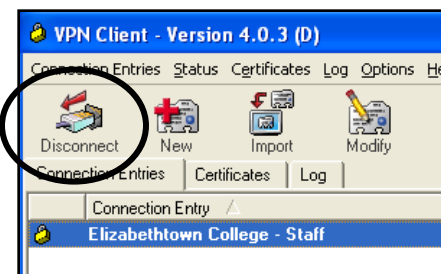 VPN Client - Version 4.0.3 (D)
Connection Entries Status Certificates Log Options He
Disconnect New Import Modify
Connection Entries Certificates Log
Connection Entry
Elizabethtown College - Staff